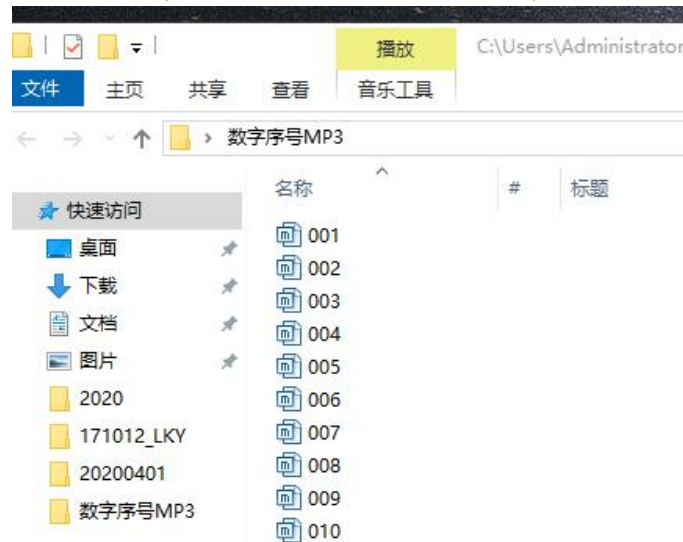 播放 C:\Users\Administrator
文件 主页 共享 查看 音乐工具
数字序号MP3
名称 # 标题
快速访问
桌面
下载
文档
图片
2020
171012_LKY
20200401
数字序号MP3
001
002
003
004
005
006
007
008
009
010